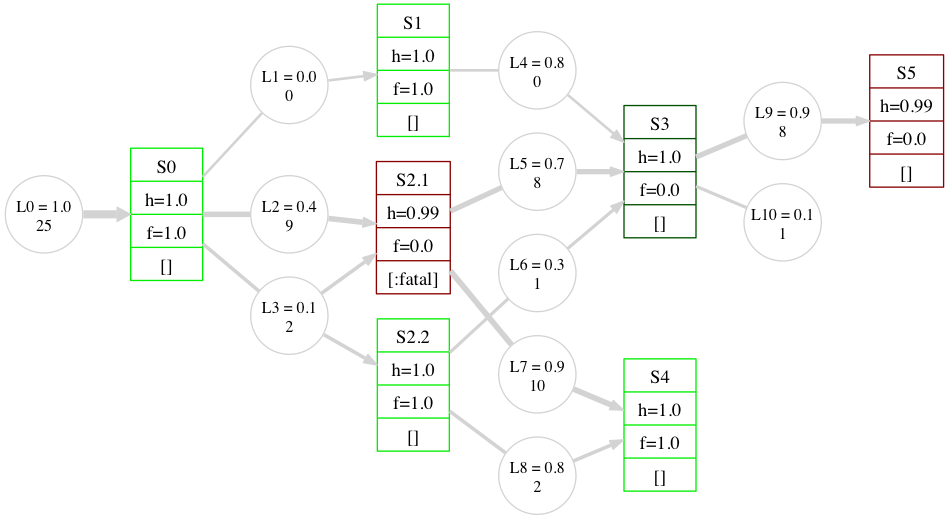 L0 = 1.0
25
S0
h=1.0
f=1.0
[]
L1 = 0.0
0
L2 = 0.4
9
L3 = 0.1
2
S1
h=1.0
f=1.0
[]
S2.1
h=0.99
f=0.0
[:fatal]
S2.2
h=1.0
f=1.0
[]
L4 = 0.8
0
L5 = 0.7
8
L6 = 0.3
1
L7 = 0.9
10
L8 = 0.8
2
S3
h=1.0
f=0.0
[]
S4
h=1.0
f=1.0
[]
L9 = 0.9
8
L10 = 0.1
1
S5
h=0.99
f=0.0
[]